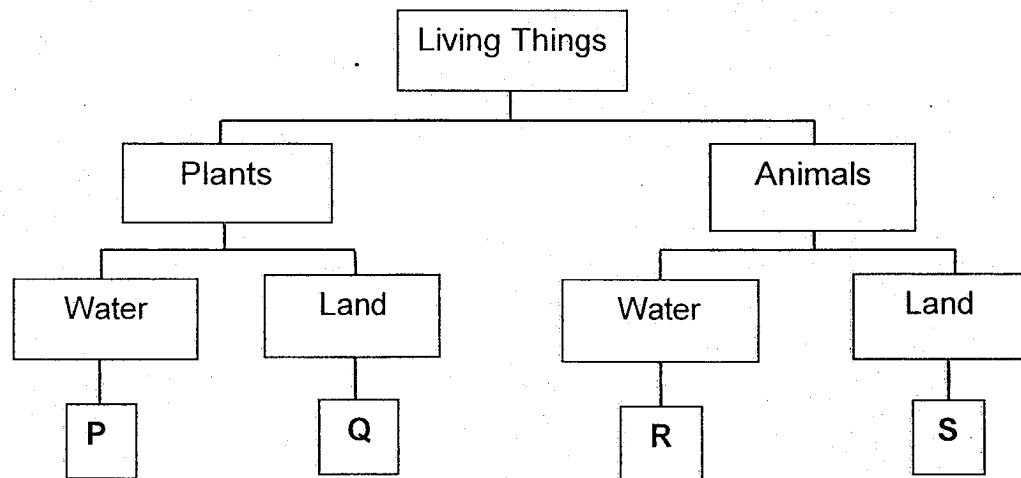 Living Things
Plants
Animals
Water
Land
Water
Land
P
Q
R
S